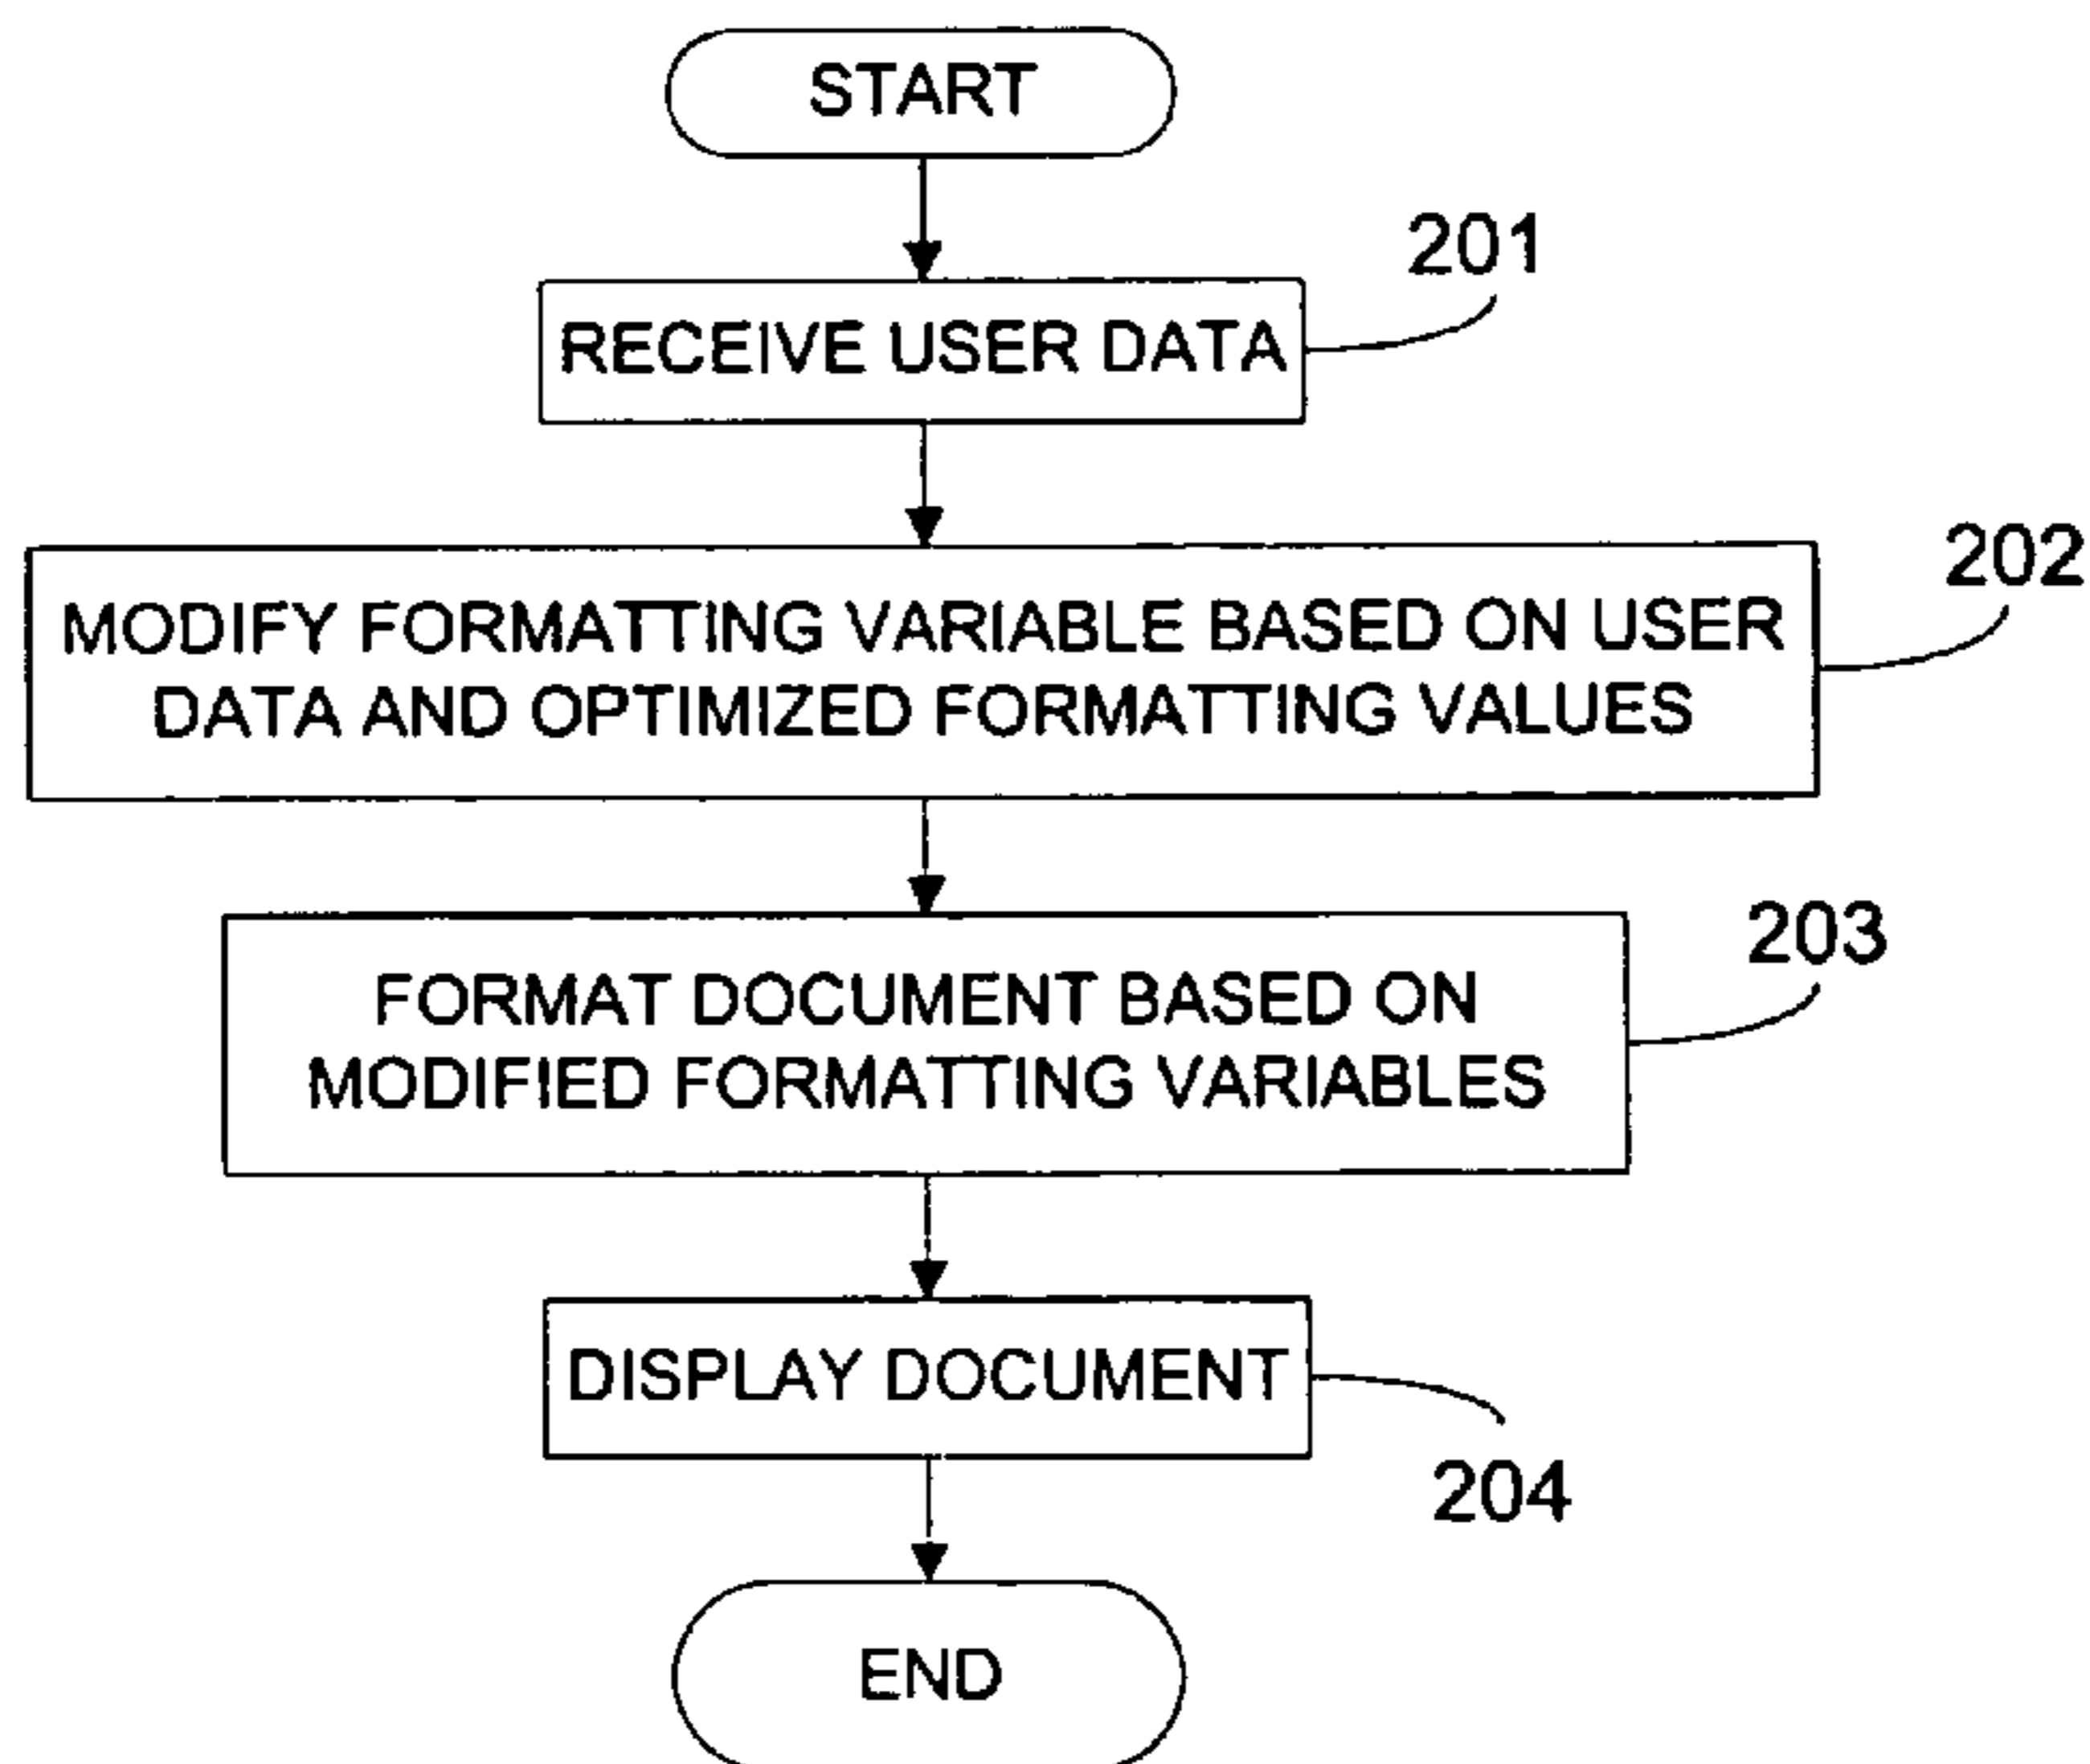 START
201
RECEIVE USER DATA
202
MODIFY FORMATTING VARIABLE BASED ON USER
DATA AND OPTIMIZED FORMATTING VALUES
203
FORMAT DOCUMENT BASED ON
MODIFIED FORMATTING VARIABLES
DISPLAY DOCUMENT
204
END